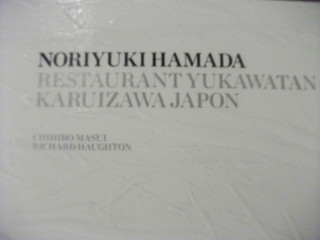 NORIYUKI HAMADA
RESTAURANT YUKAWATAN
KARUIZAWA JAPON
CHIHIRO MASUI
RICHARD HAUGHTON